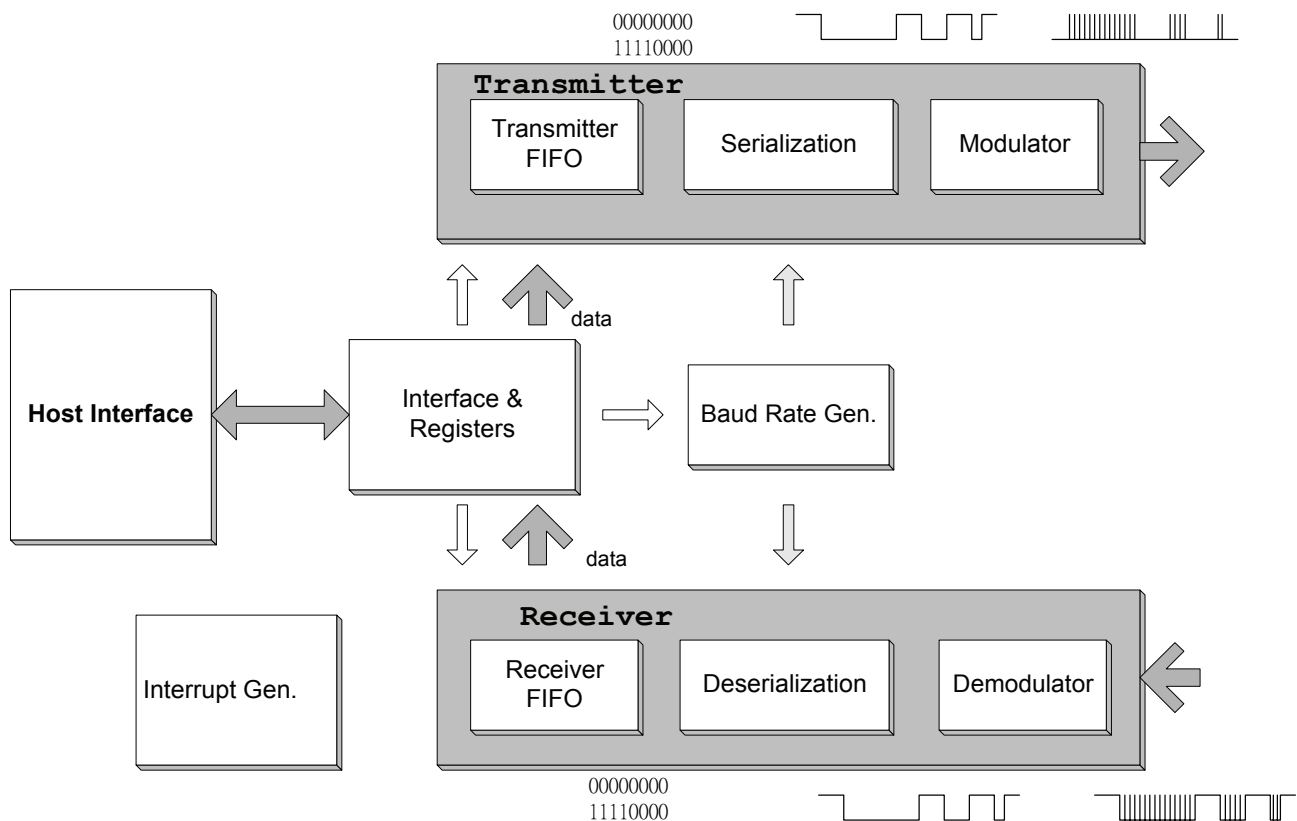 00000000
11110000
Transmitter
Transmitter
FIFO
Serialization
Modulator
data
Host Interface
Interface &
Registers
Baud Rate Gen.
data
Receiver
Interrupt Gen.
Receiver
FIFO
Deserialization
Demodulator
00000000
11110000